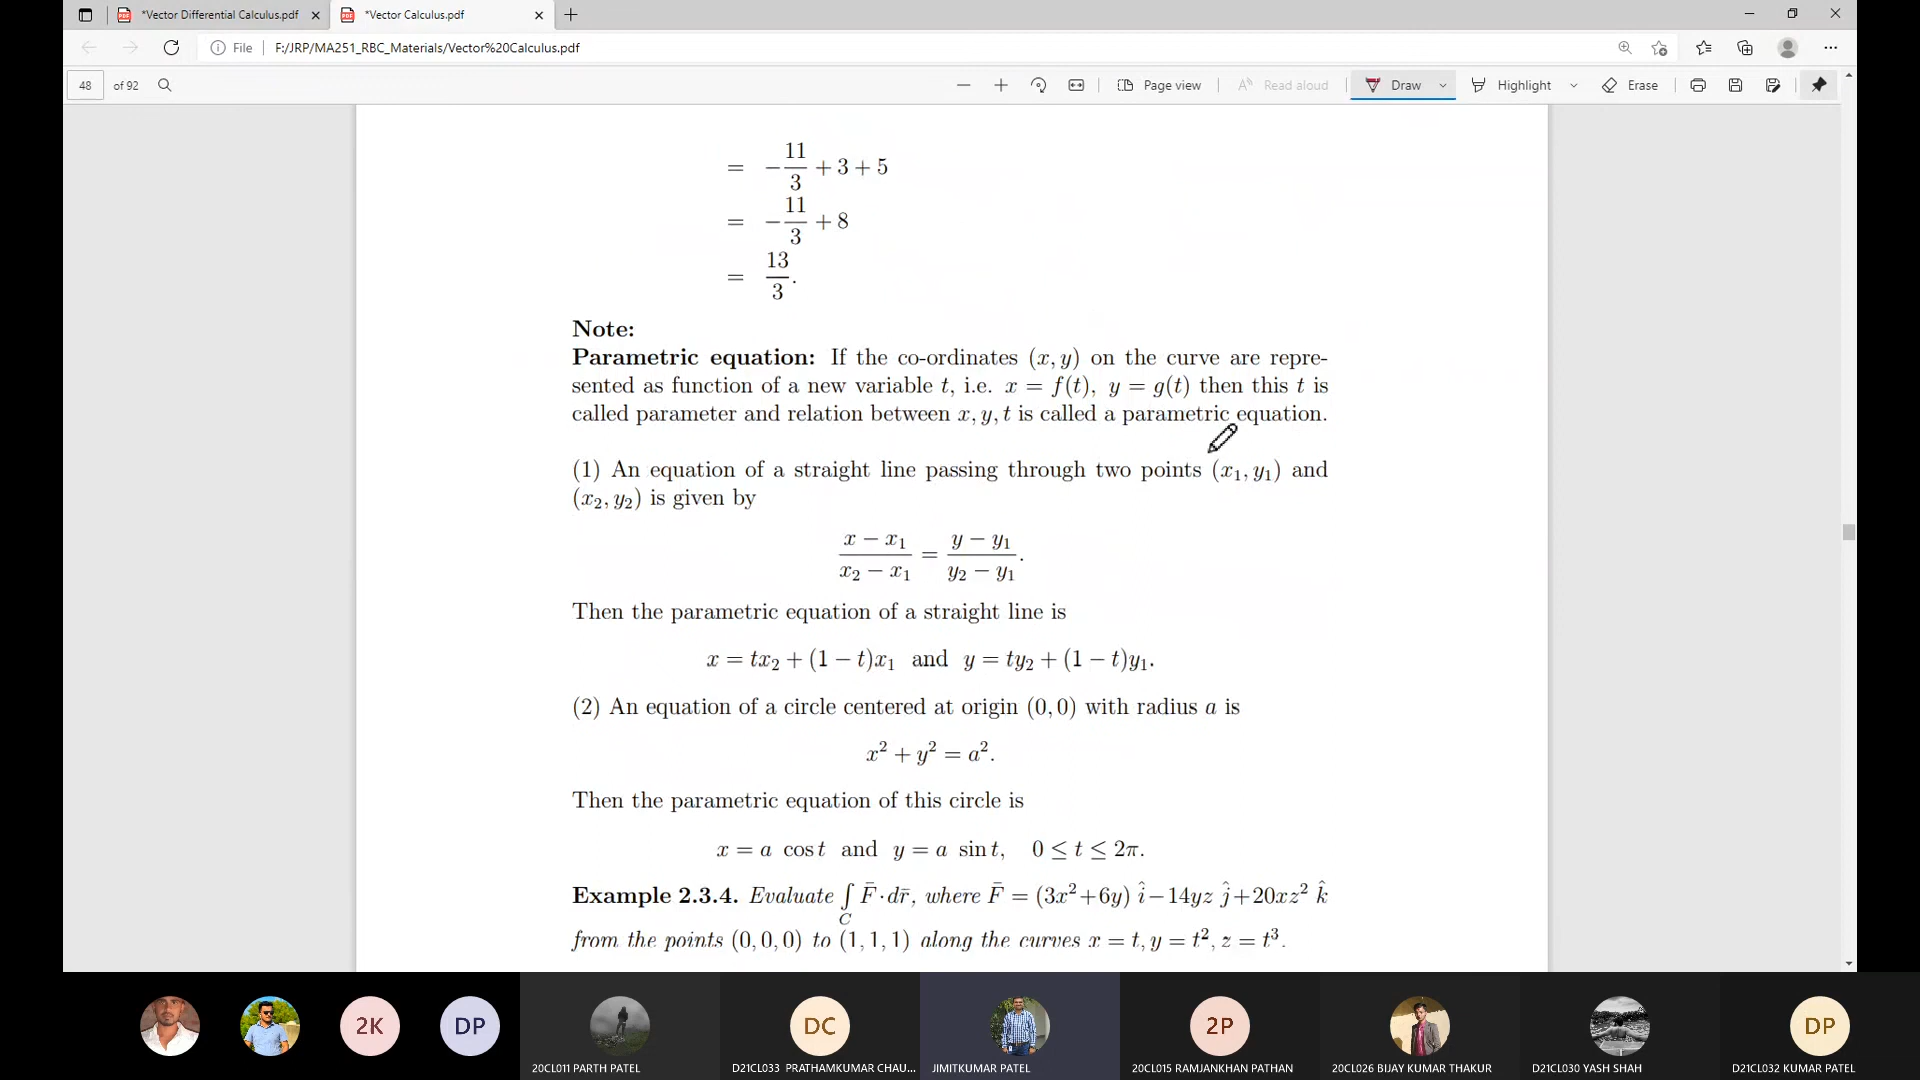 *Vector Differential Calculus.pdf
*Vector Calculus.pdf
File F:/JRP/MA251_RBC_Materials/Vector%20Calculus.pdf
48 of 92 Page view Read aloud Draw Highlight Erase
= −11/3 + 3 + 5
= −11/3 + 8
= 13/3.
Note:
Parametric equation: If the co-ordinates (x, y) on the curve are repre-
sented as function of a new variable t, i.e. x = f(t), y = g(t) then this t is
called parameter and relation between x, y, t is called a parametric equation.
(1) An equation of a straight line passing through two points (x₁, y₁) and
(x₂, y₂) is given by
(x − x₁)/(x₂ − x₁) = (y − y₁)/(y₂ − y₁).
Then the parametric equation of a straight line is
x = tx₂ + (1 − t)x₁ and y = ty₂ + (1 − t)y₁.
(2) An equation of a circle centered at origin (0, 0) with radius a is
x² + y² = a².
Then the parametric equation of this circle is
x = a cos t and y = a sin t, 0 ≤ t ≤ 2π.
Example 2.3.4. Evaluate ∫_C F̄ · dr̄, where F̄ = (3x² + 6y) î − 14yz ĵ + 20xz² k̂
from the points (0, 0, 0) to (1, 1, 1) along the curves x = t, y = t², z = t³.
2K DP DC 2P DP
20CL011 PARTH PATEL
D21CL033 PRATHAMKUMAR CHAU...
JIMITKUMAR PATEL
20CL015 RAMJANKHAN PATHAN
20CL026 BIJAY KUMAR THAKUR
D21CL030 YASH SHAH
D21CL032 KUMAR PATEL